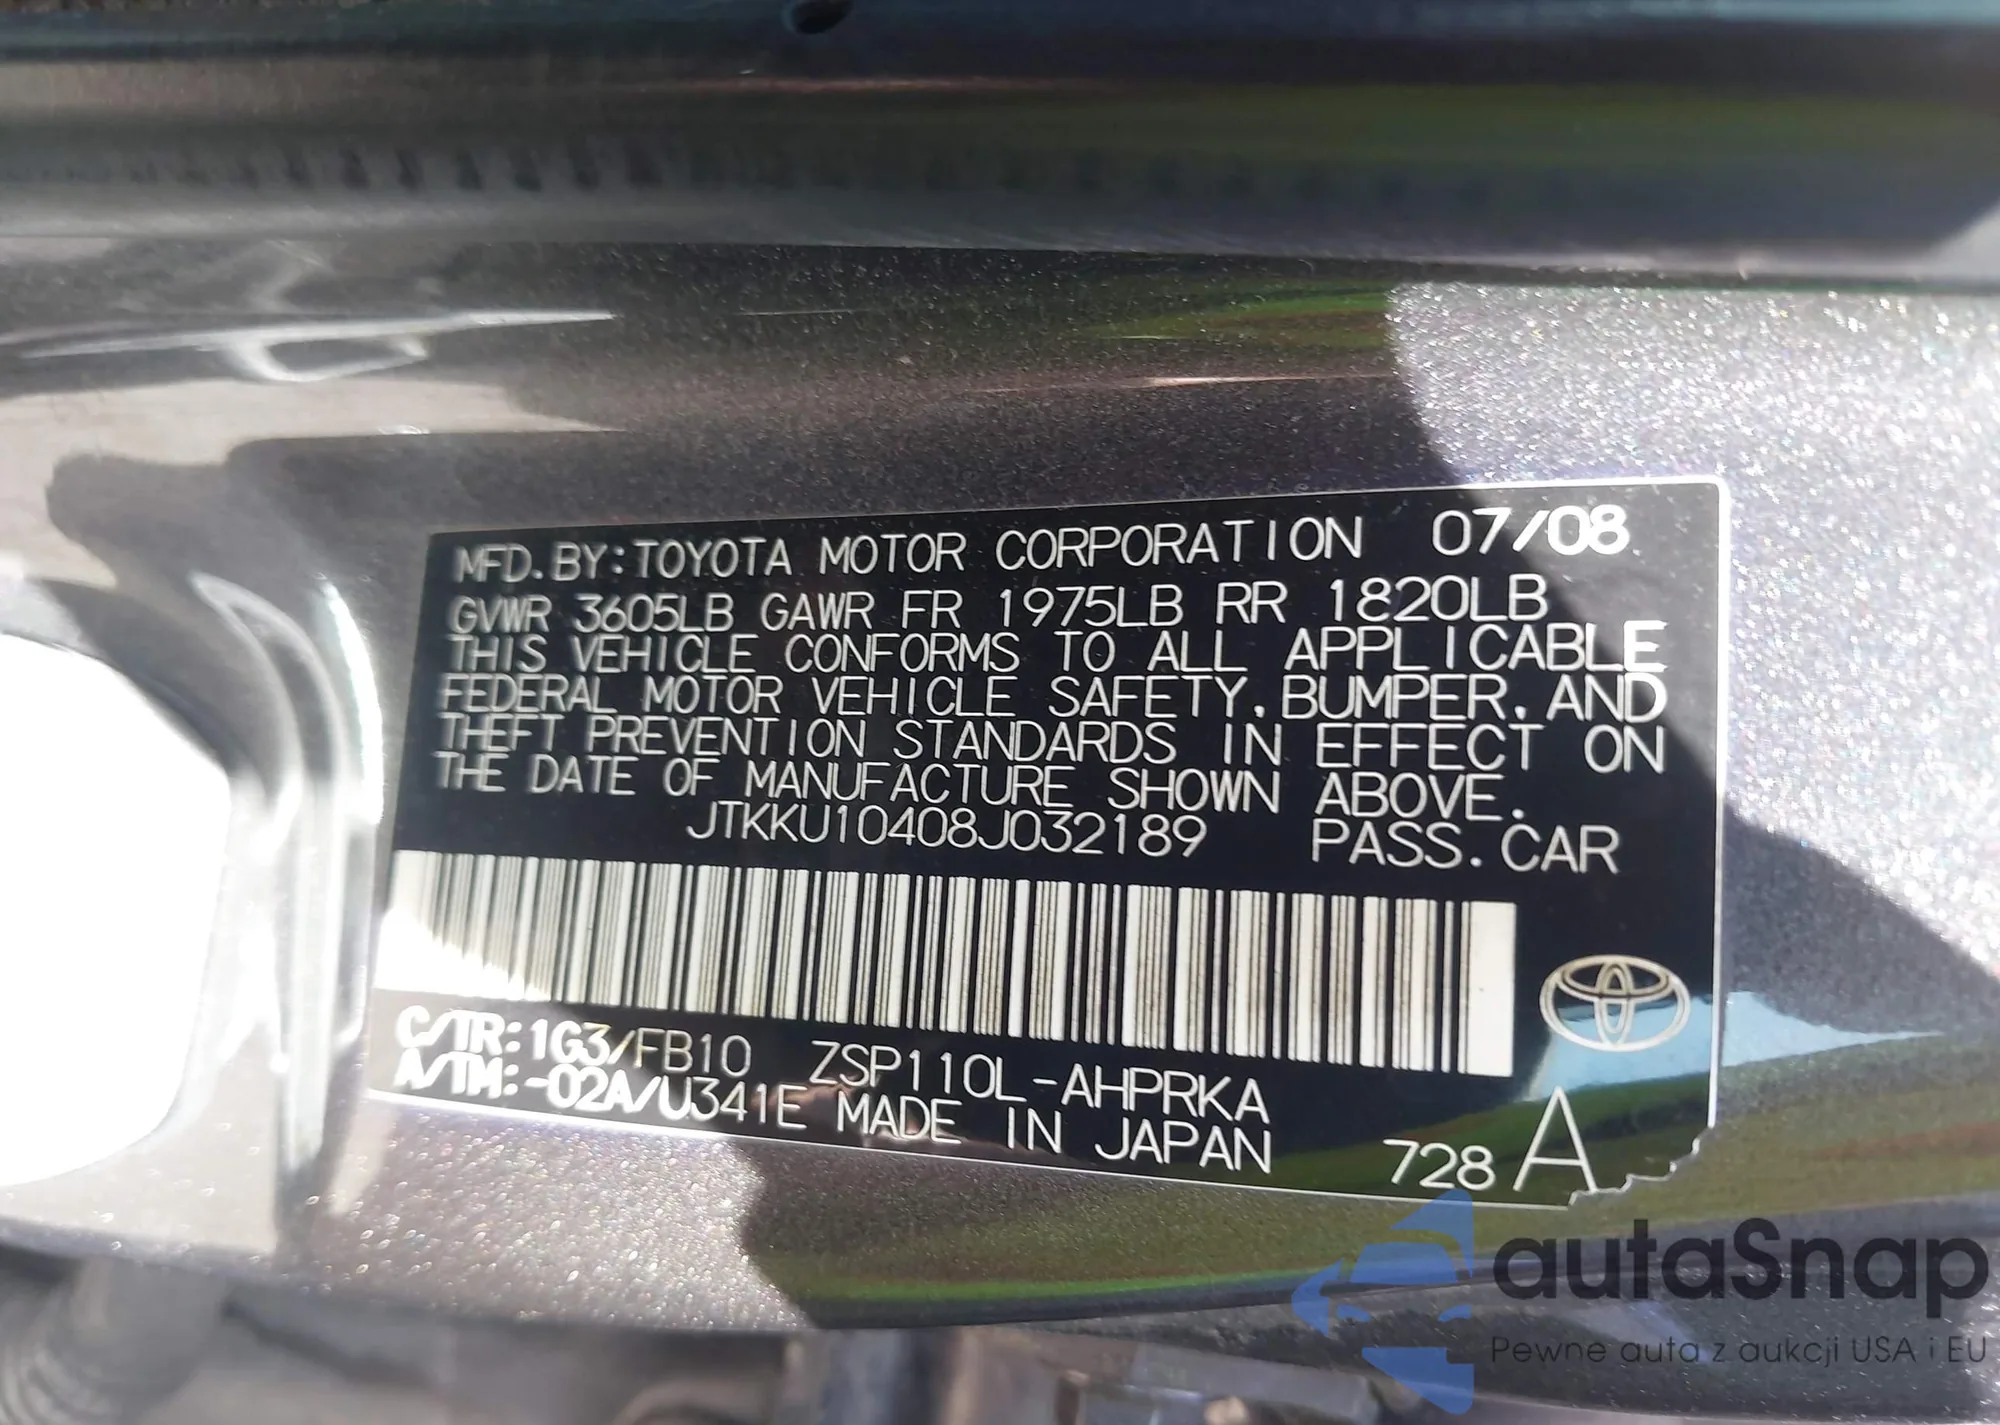 MFD. BY: TOYOTA MOTOR CORPORATION 07/08
GVWR 3605LB GAWR FR 1975LB RR 1820LB
THIS VEHICLE CONFORMS TO ALL APPLICABLE
FEDERAL MOTOR VEHICLE SAFETY, BUMPER, AND
THEFT PREVENTION STANDARDS IN EFFECT ON
THE DATE OF MANUFACTURE SHOWN ABOVE.
JTKKU10408J032189 PASS. CAR
C/TR: 1G3/FB10 ZSP110L-AHPRKA
A/TM: -02A/U341E MADE IN JAPAN 728 A
autaSnap
Pewne auta z aukcji USA i EU